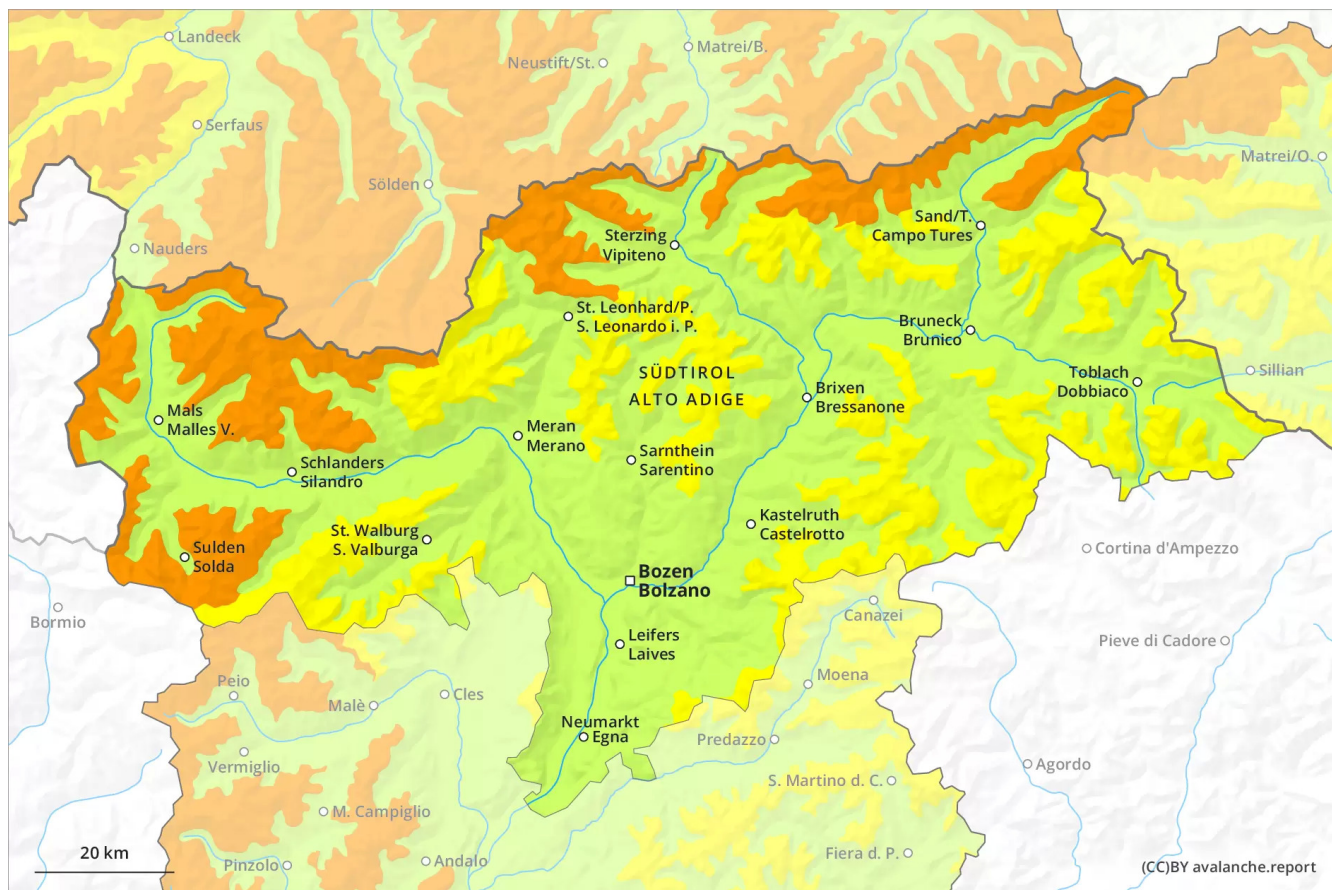 Landeck
Matrei/B.
Neustift/St.
Serfaus
Matrei/O.
Sölden
Sand/T.
Campo Tures
Sterzing
Vipiteno
Nauders
St. Leonhard/P.
S. Leonardo i. P.
Bruneck
Brunico
SÜDTIROL
ALTO ADIGE
Toblach
Dobbiaco
Sillian
Brixen
Bressanone
Mals
Malles V.
Meran
Merano
Sarnthein
Sarentino
Schlanders
Silandro
Kastelruth
Castelrotto
St. Walburg
S. Valburga
Sulden
Solda
Cortina d'Ampezzo
Bozen
Bolzano
Bormio
Canazei
Leifers
Laives
Pieve di Cadore
Peio
Moena
Cles
Malè
Neumarkt
Egna
Predazzo
Vermiglio
Agordo
S. Martino d. C.
M. Campiglio
20 km
Pinzolo
Andalo
Fiera d. P.
(CC)BY avalanche.report